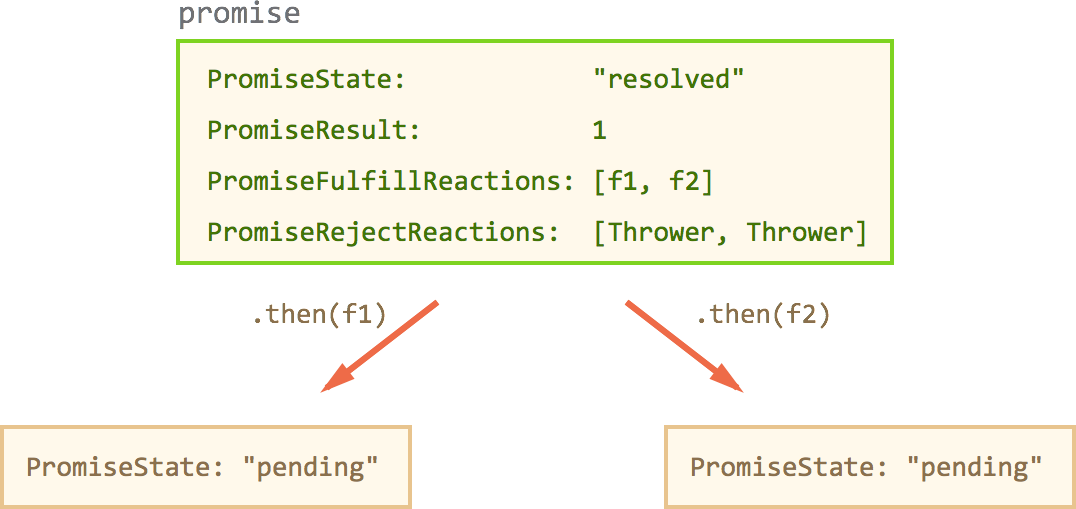 promise
PromiseState: "resolved"
PromiseResult: 1
PromiseFulfillReactions: [f1, f2]
PromiseRejectReactions: [Thrower, Thrower]
.then(f1)
.then(f2)
PromiseState: "pending"
PromiseState: "pending"